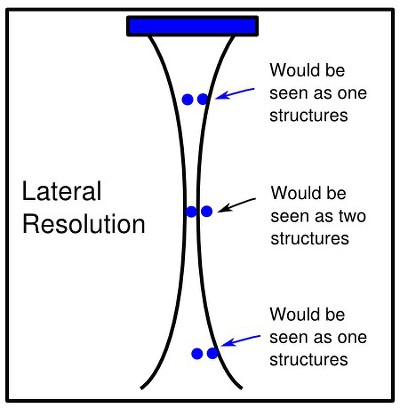 Would be
seen as one
structures
Lateral
Resolution
Would be
seen as two
structures
Would be
seen as one
structures